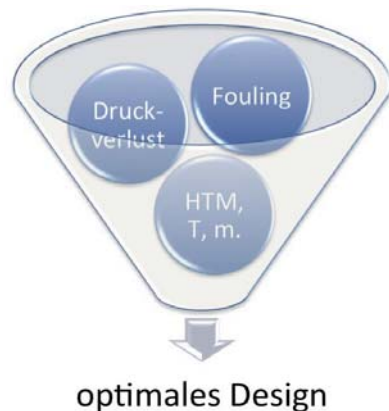 Druck-
verlust
Fouling
HTM,
T, m.
optimales Design